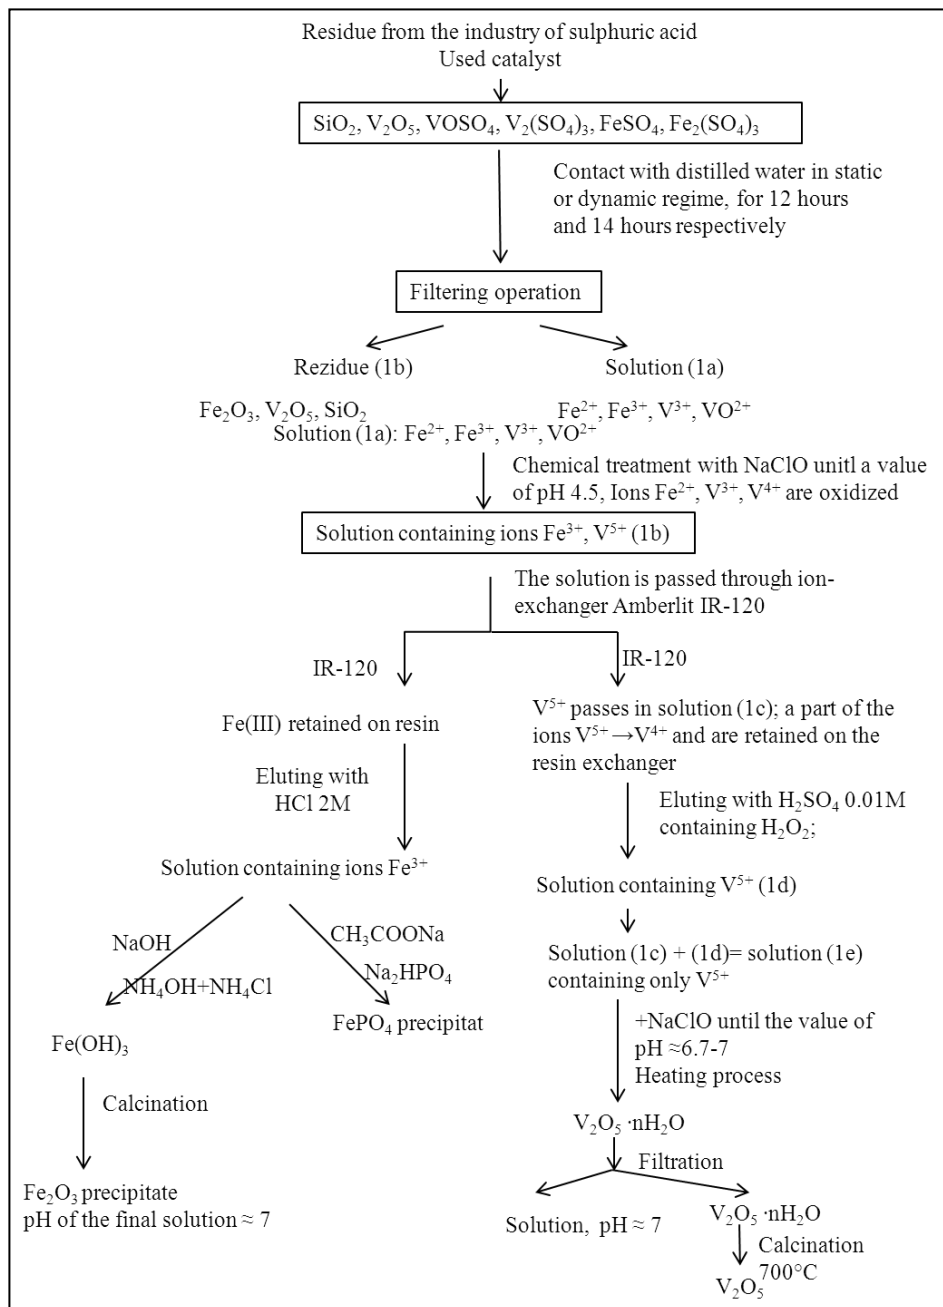 Residue from the industry of sulphuric acid
Used catalyst
SiO₂, V₂O₅, VOSO₄, V₂(SO₄)₃, FeSO₄, Fe₂(SO₄)₃
Contact with distilled water in static
or dynamic regime, for 12 hours
and 14 hours respectively
Filtering operation
Rezidue (1b)
Solution (1a)
Fe₂O₃, V₂O₅, SiO₂
Fe²⁺, Fe³⁺, V³⁺, VO²⁺
Solution (1a): Fe²⁺, Fe³⁺, V³⁺, VO²⁺
Chemical treatment with NaClO unitl a value
of pH 4.5, Ions Fe²⁺, V³⁺, V⁴⁺ are oxidized
Solution containing ions Fe³⁺, V⁵⁺ (1b)
The solution is passed through ion-
exchanger Amberlit IR-120
IR-120
IR-120
Fe(III) retained on resin
V⁵⁺ passes in solution (1c); a part of the
ions V⁵⁺→V⁴⁺ and are retained on the
resin exchanger
Eluting with
HCl 2M
Eluting with H₂SO₄ 0.01M
containing H₂O₂;
Solution containing ions Fe³⁺
Solution containing V⁵⁺ (1d)
NaOH
NH₄OH+NH₄Cl
CH₃COONa
Na₂HPO₄
Solution (1c) + (1d)= solution (1e)
containing only V⁵⁺
Fe(OH)₃
FePO₄ precipitat
+NaClO until the value of
pH ≈6.7-7
Heating process
Calcination
V₂O₅ ·nH₂O
Filtration
Fe₂O₃ precipitate
pH of the final solution ≈ 7
Solution, pH ≈ 7
V₂O₅ ·nH₂O
Calcination
700°C
V₂O₅